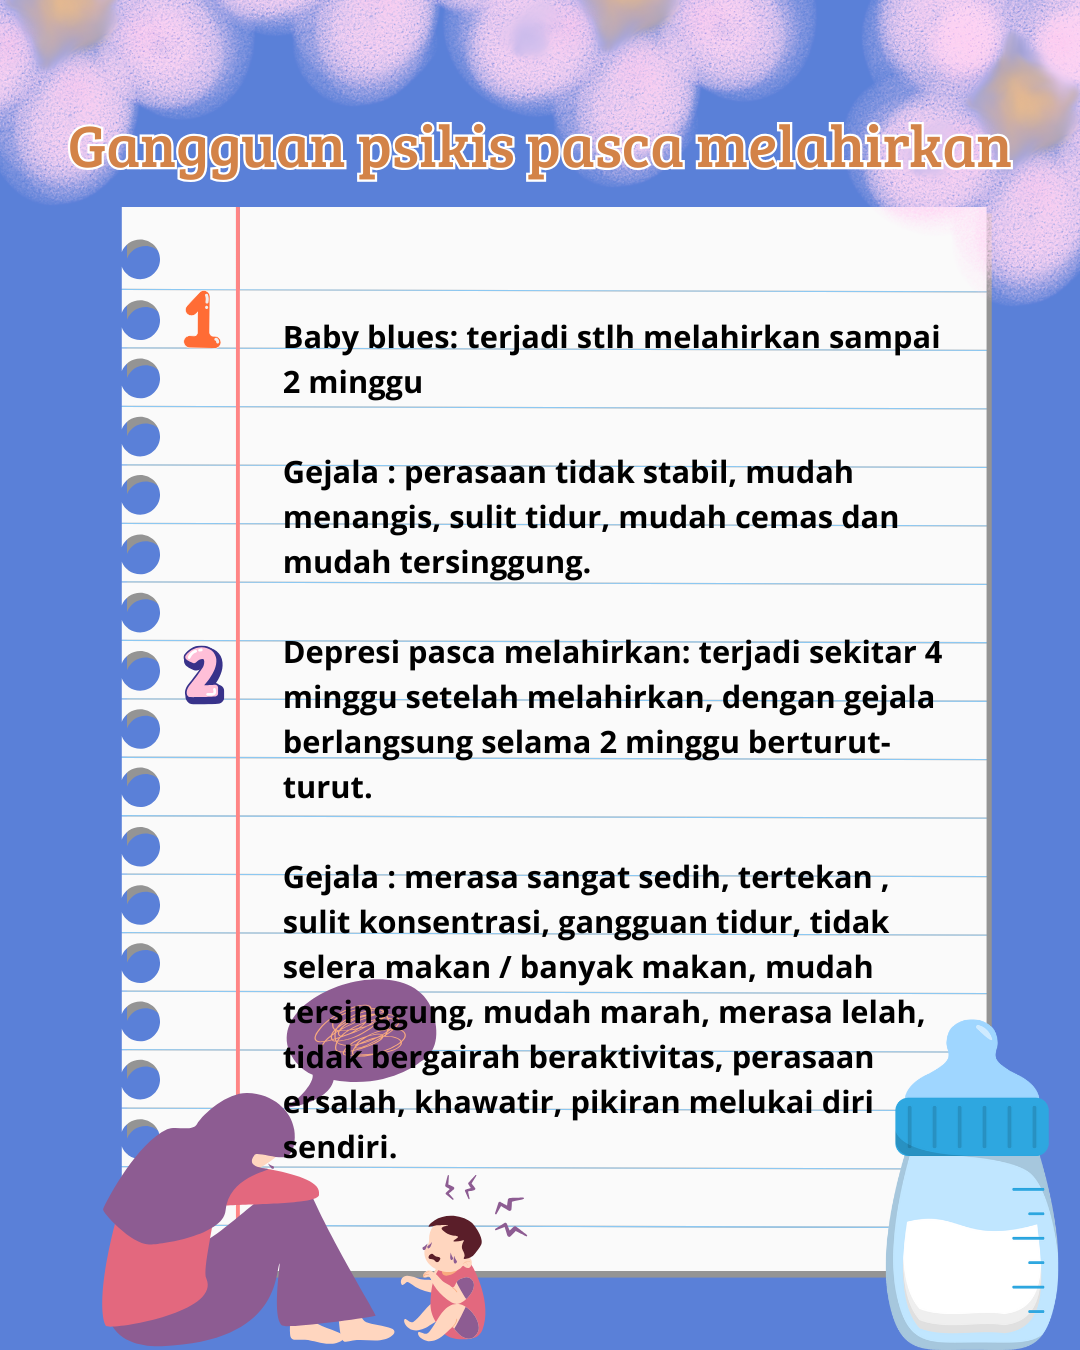 Gangguan psikis pasca melahirkan
1
Baby blues: terjadi stlh melahirkan sampai
2 minggu
Gejala : perasaan tidak stabil, mudah
menangis, sulit tidur, mudah cemas dan
mudah tersinggung.
2
Depresi pasca melahirkan: terjadi sekitar 4
minggu setelah melahirkan, dengan gejala
berlangsung selama 2 minggu berturut-
turut.
Gejala : merasa sangat sedih, tertekan ,
sulit konsentrasi, gangguan tidur, tidak
selera makan / banyak makan, mudah
tersinggung, mudah marah, merasa lelah,
tidak bergairah beraktivitas, perasaan
ersalah, khawatir, pikiran melukai diri
sendiri.